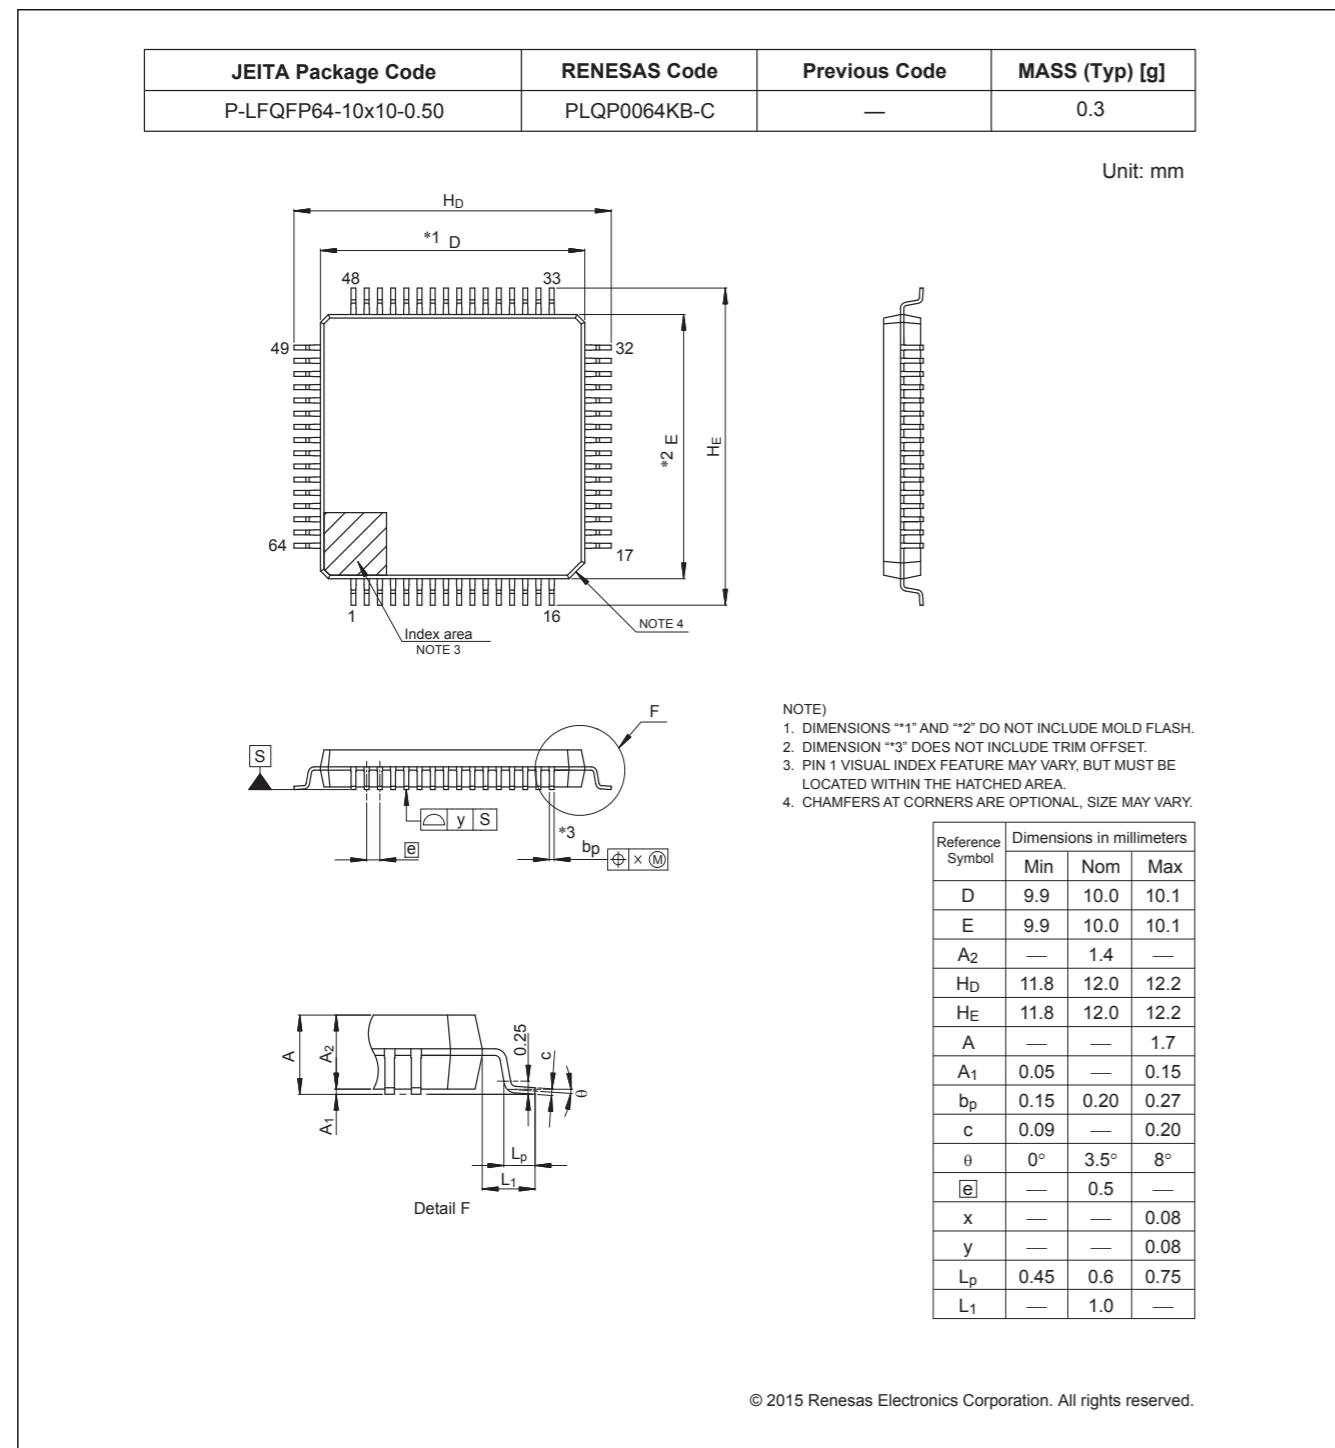 JEITA Package Code RENESAS Code Previous Code MASS (Typ) [g]
P-LFQFP64-10x10-0.50 PLQP0064KB-C — 0.3
Unit: mm
HD
*1 D
48 33
49 32
*2 E
HE
64 17
1 16
Index area
NOTE 3
NOTE 4
F
S
y S
*3
e
bp
× M
NOTE)
1. DIMENSIONS “*1” AND “*2” DO NOT INCLUDE MOLD FLASH.
2. DIMENSION “*3” DOES NOT INCLUDE TRIM OFFSET.
3. PIN 1 VISUAL INDEX FEATURE MAY VARY, BUT MUST BE
LOCATED WITHIN THE HATCHED AREA.
4. CHAMFERS AT CORNERS ARE OPTIONAL, SIZE MAY VARY.
Reference Symbol Dimensions in millimeters
Min Nom Max
D 9.9 10.0 10.1
E 9.9 10.0 10.1
A2 — 1.4 —
HD 11.8 12.0 12.2
HE 11.8 12.0 12.2
A — — 1.7
A1 0.05 — 0.15
bp 0.15 0.20 0.27
c 0.09 — 0.20
θ 0° 3.5° 8°
e — 0.5 —
x — — 0.08
y — — 0.08
Lp 0.45 0.6 0.75
L1 — 1.0 —
A
A2
A1
0.25
c
θ
Lp
L1
Detail F
© 2015 Renesas Electronics Corporation. All rights reserved.